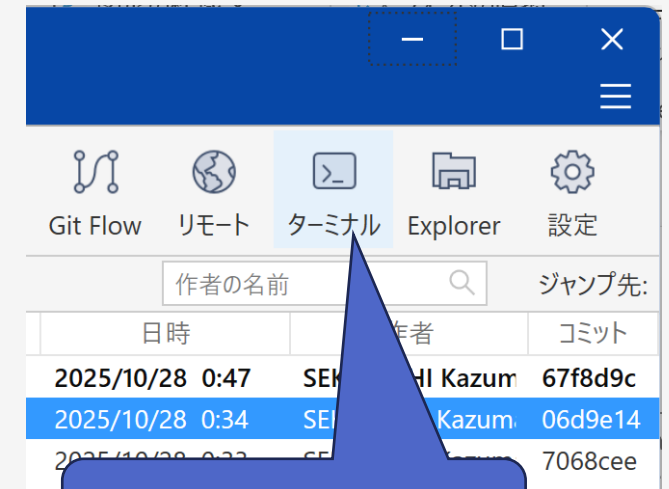 Git Flow リモート ターミナル Explorer 設定
作者の名前 ジャンプ先:
日時 作者 コミット
2025/10/28 0:47 Kazum 67f8d9c
2025/10/28 0:34 Kazum 06d9e14
7068cee